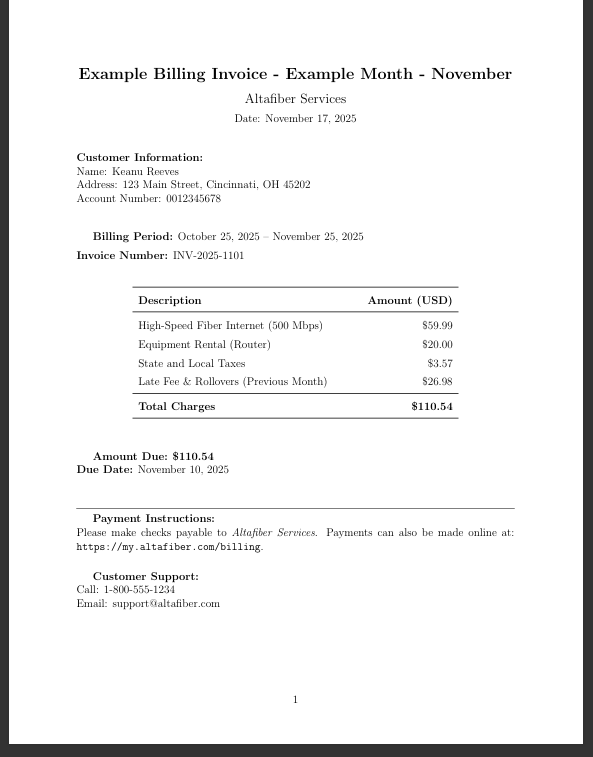 Example Billing Invoice - Example Month - November
Altafiber Services
Date: November 17, 2025
Customer Information:
Name: Keanu Reeves
Address: 123 Main Street, Cincinnati, OH 45202
Account Number: 0012345678
Billing Period: October 25, 2025 – November 25, 2025
Invoice Number: INV-2025-1101
Description Amount (USD)
High-Speed Fiber Internet (500 Mbps) $59.99
Equipment Rental (Router) $20.00
State and Local Taxes $3.57
Late Fee & Rollovers (Previous Month) $26.98
Total Charges $110.54
Amount Due: $110.54
Due Date: November 10, 2025
Payment Instructions:
Please make checks payable to Altafiber Services. Payments can also be made online at:
https://my.altafiber.com/billing.
Customer Support:
Call: 1-800-555-1234
Email: support@altafiber.com
1